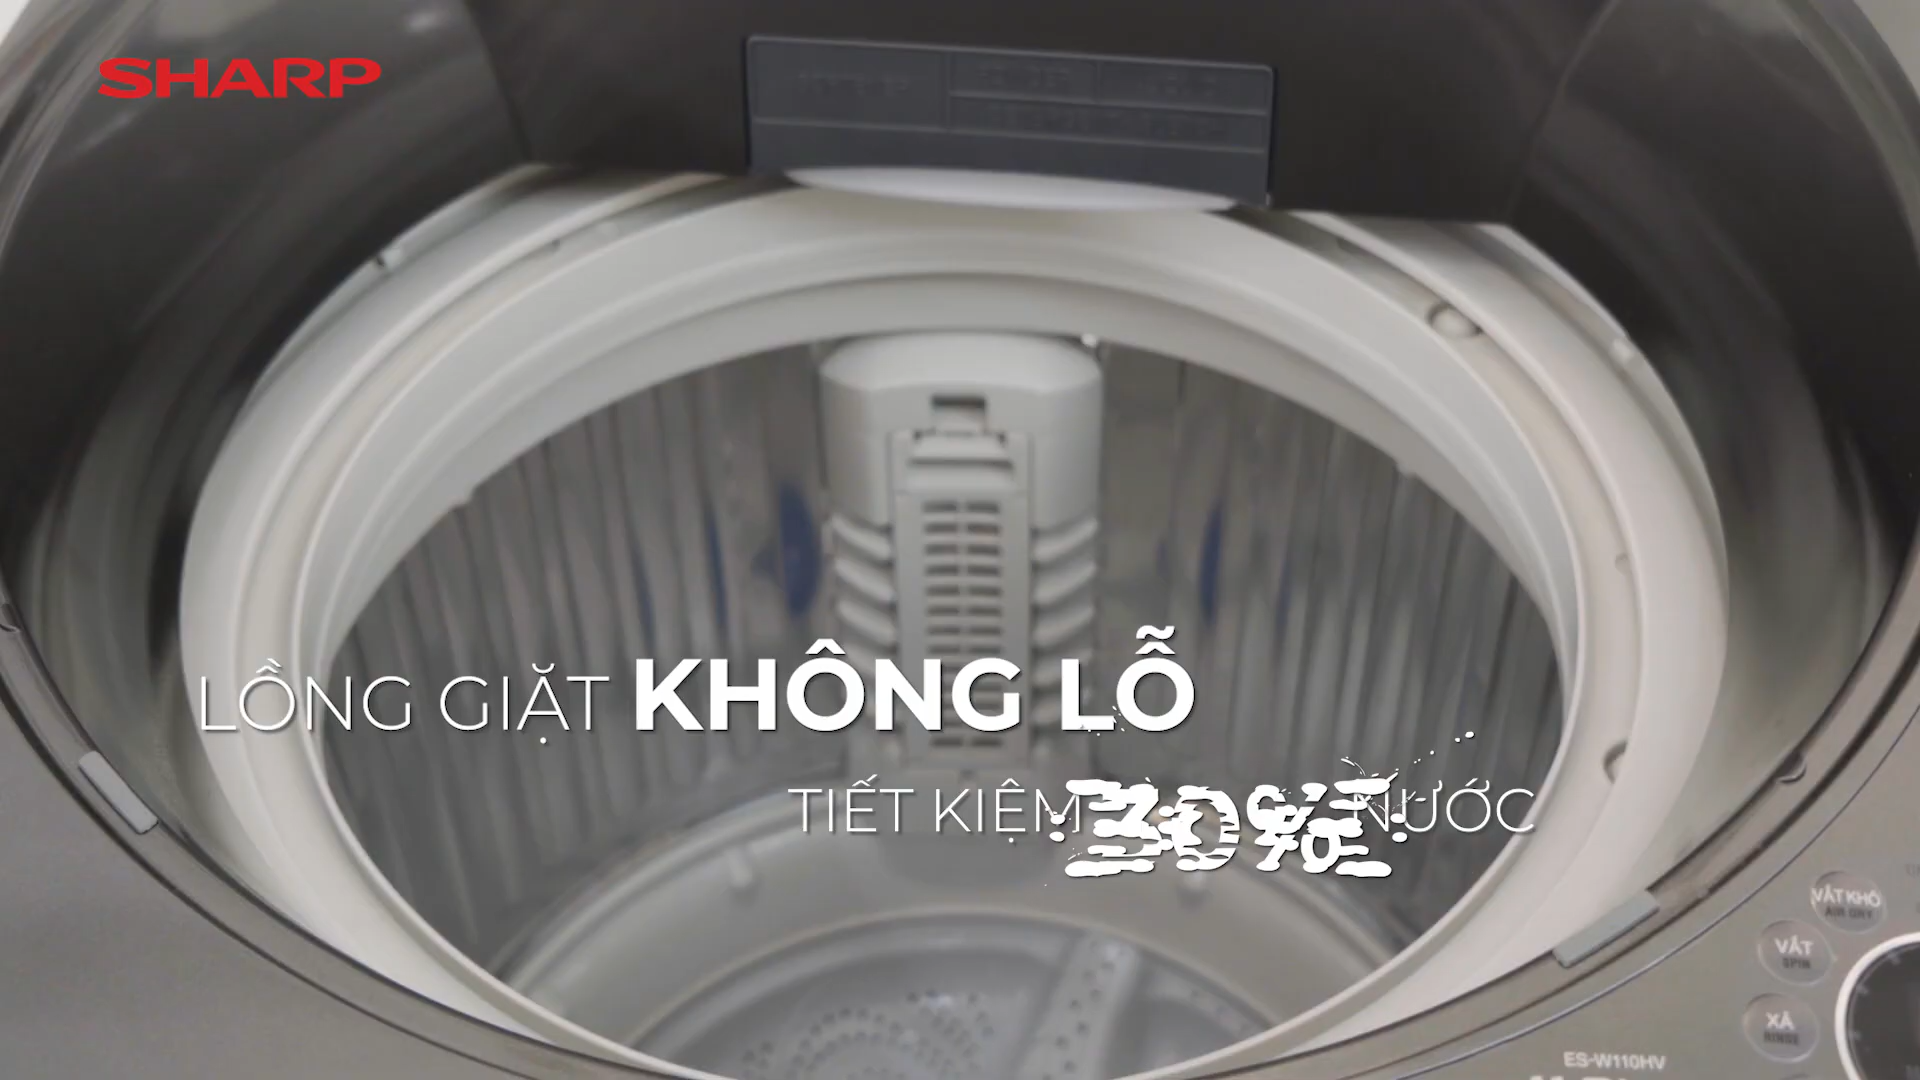 SHARP
LỒNG GIẶT KHÔNG LỖ
TIẾT KIỆM 30% NƯỚC
VẮT KHÔ
AIR DRY
VẮT
SPIN
XẢ
RINSE
ES-W110HV